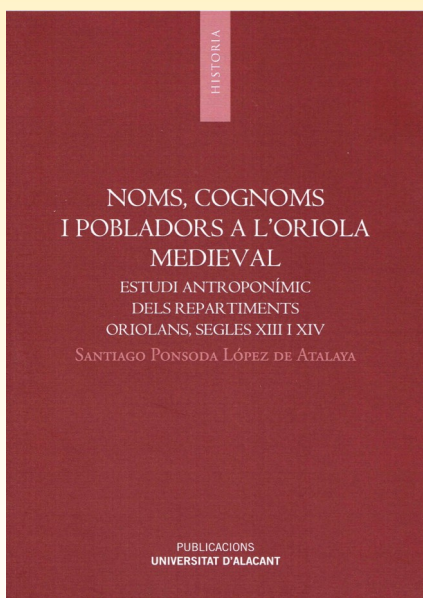 HISTORIA
NOMS, COGNOMS
I POBLADORS A L'ORIOLA
MEDIEVAL
ESTUDI ANTROPONÍMIC
DELS REPARTIMENTS
ORIOLANS, SEGLES XIII I XIV
SANTIAGO PONSODA LÓPEZ DE ATALAYA
PUBLICACIONS
UNIVERSITAT D'ALACANT